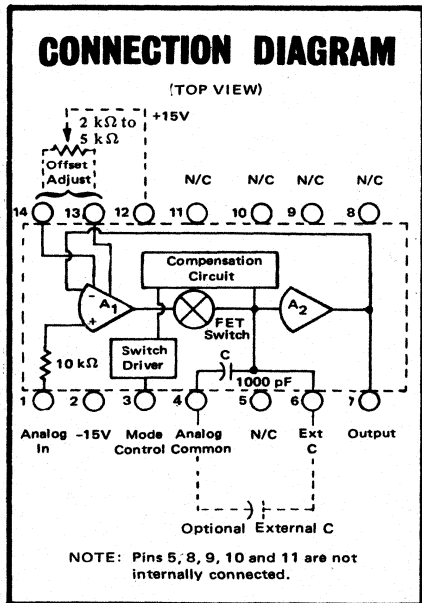 CONNECTION DIAGRAM
(TOP VIEW)
2 kΩ to
5 kΩ
+15V
Offset
Adjust
N/C N/C N/C N/C
14 13 12 11 10 9 8
Compensation
Circuit
- A1
+
FET
Switch
A2
Switch
Driver
10 kΩ
C
1000 pF
1 2 3 4 5 6 7
Analog
In
-15V
Mode
Control
Analog
Common
N/C
Ext
C
Output
Optional External C
NOTE: Pins 5, 8, 9, 10 and 11 are not
internally connected.